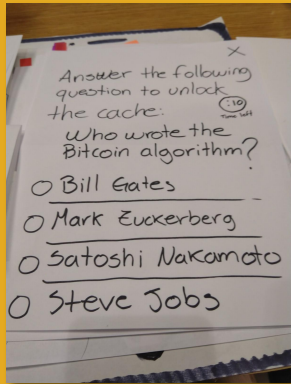 X
Answer the following
question to unlock
the cache:
:10
Time left
Who wrote the
Bitcoin algorithm?
Bill Gates
Mark Zuckerberg
Satoshi Nakamoto
Steve Jobs